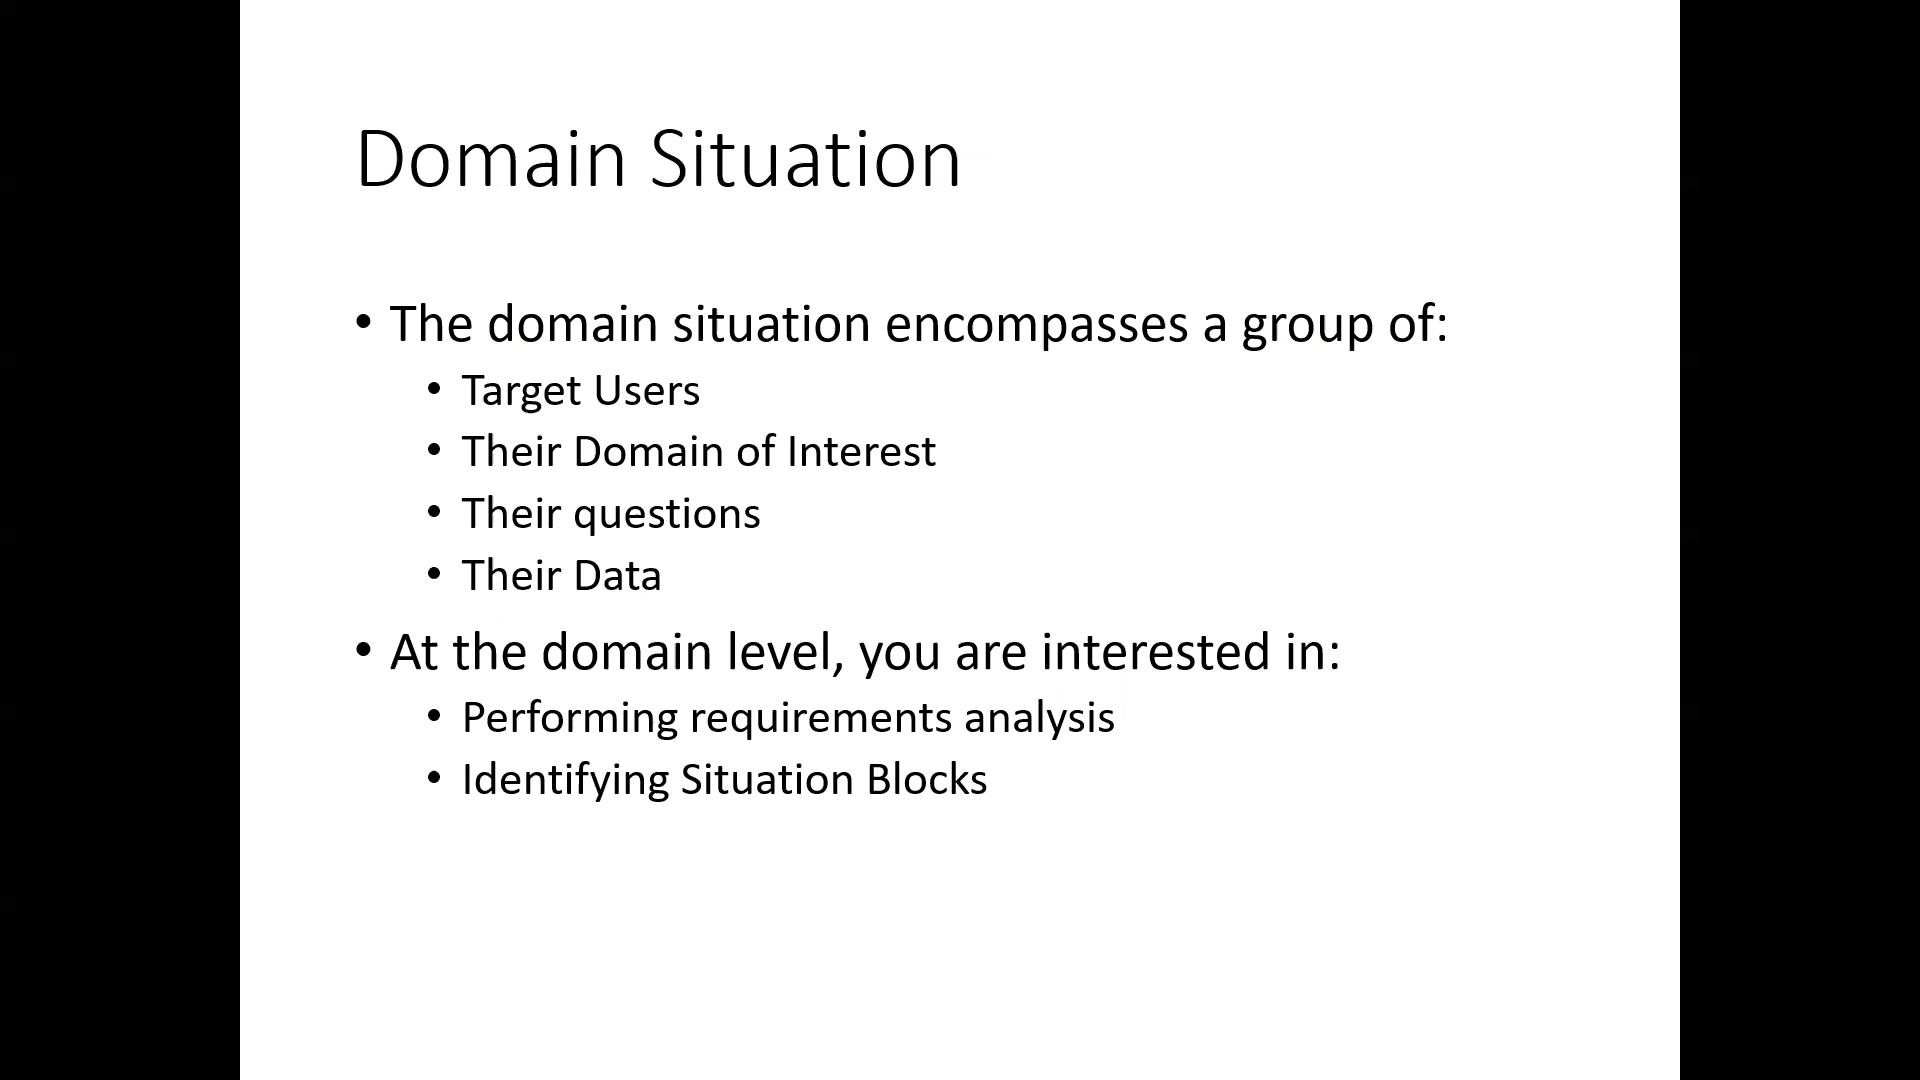 Domain Situation
• The domain situation encompasses a group of:
• Target Users
• Their Domain of Interest
• Their questions
• Their Data
• At the domain level, you are interested in:
• Performing requirements analysis
• Identifying Situation Blocks